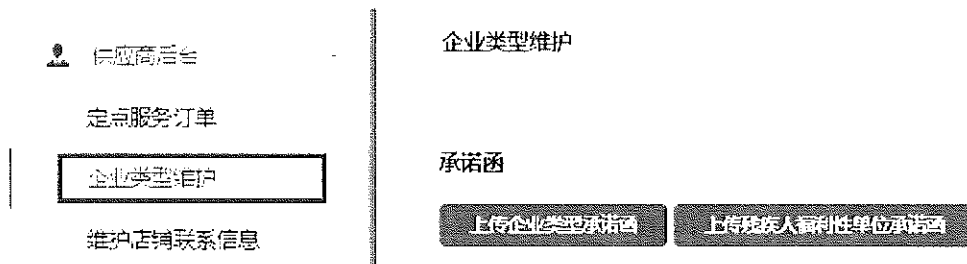 供应商后台
定点服务订单
企业类型维护
维护店铺联系信息
企业类型维护
承诺函
上传企业类型承诺函
上传残疾人福利性单位承诺函